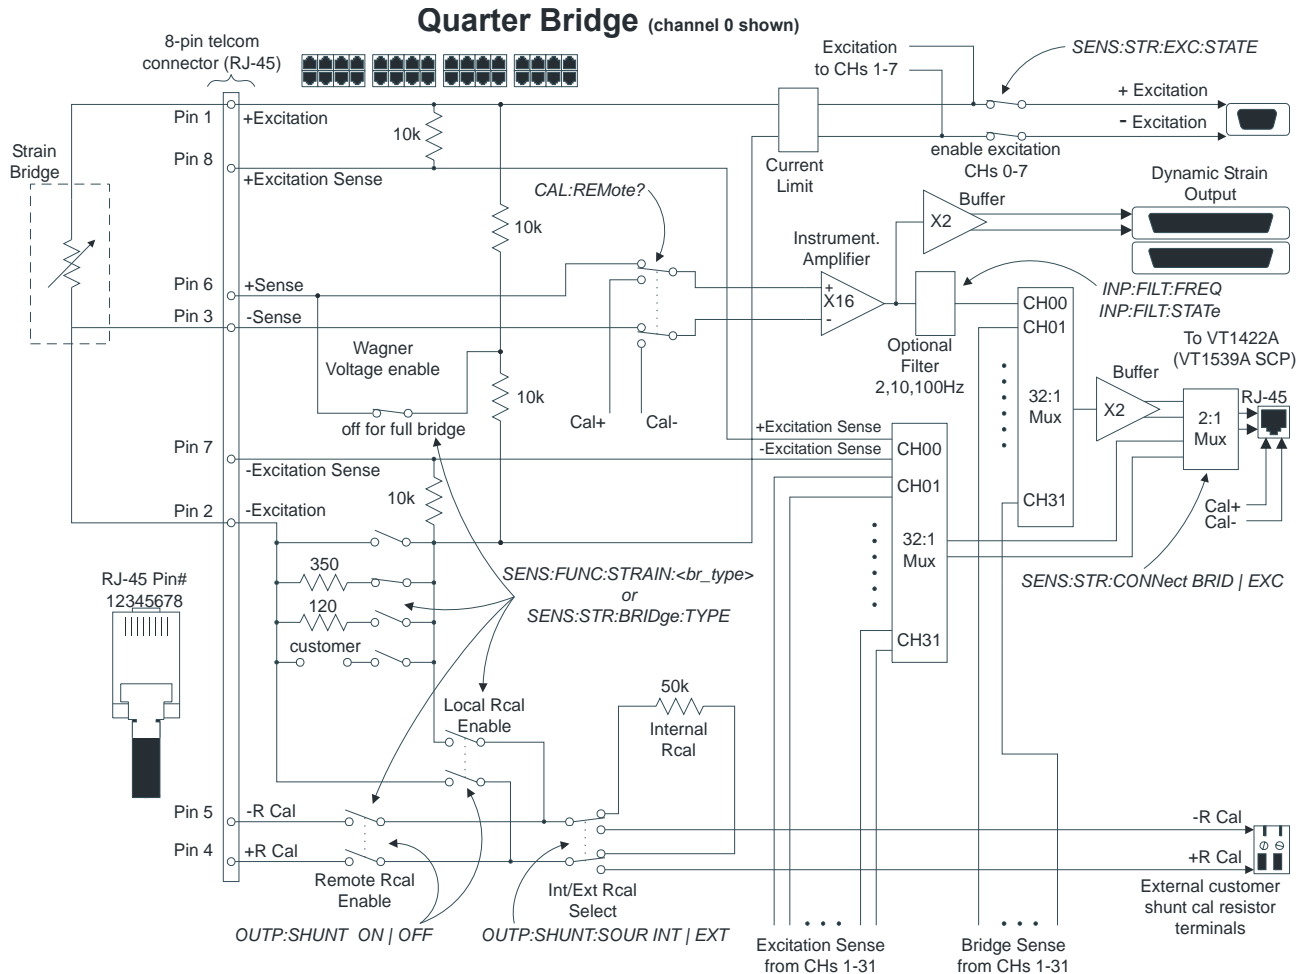 Quarter Bridge (channel 0 shown)
8-pin telcom
connector (RJ-45)
Excitation
to CHs 1-7
SENS:STR:EXC:STATE
+ Excitation
- Excitation
enable excitation
CHs 0-7
Current
Limit
Pin 1
+Excitation
10k
Pin 8
+Excitation Sense
Strain
Bridge
CAL:REMote?
10k
Dynamic Strain
Output
Buffer
X2
Instrument.
Amplifier
+
X16
-
INP:FILT:FREQ
INP:FILT:STATe
Pin 6
+Sense
Pin 3
-Sense
Wagner
Voltage enable
off for full bridge
10k
Cal+
Cal-
Optional
Filter
2,10,100Hz
CH00
CH01
32:1
Mux
CH31
To VT1422A
(VT1539A SCP)
Buffer
X2
2:1
Mux
RJ-45
Cal+
Cal-
+Excitation Sense
-Excitation Sense
CH00
CH01
32:1
Mux
CH31
SENS:STR:CONNect BRID | EXC
Pin 7
-Excitation Sense
10k
Pin 2
-Excitation
350
120
customer
SENS:FUNC:STRAIN:<br_type>
or
SENS:STR:BRIDge:TYPE
RJ-45 Pin#
12345678
Local Rcal
Enable
50k
Internal
Rcal
Pin 5
-R Cal
Pin 4
+R Cal
Remote Rcal
Enable
Int/Ext Rcal
Select
OUTP:SHUNT ON | OFF
OUTP:SHUNT:SOUR INT | EXT
-R Cal
+R Cal
External customer
shunt cal resistor
terminals
Excitation Sense
from CHs 1-31
Bridge Sense
from CHs 1-31